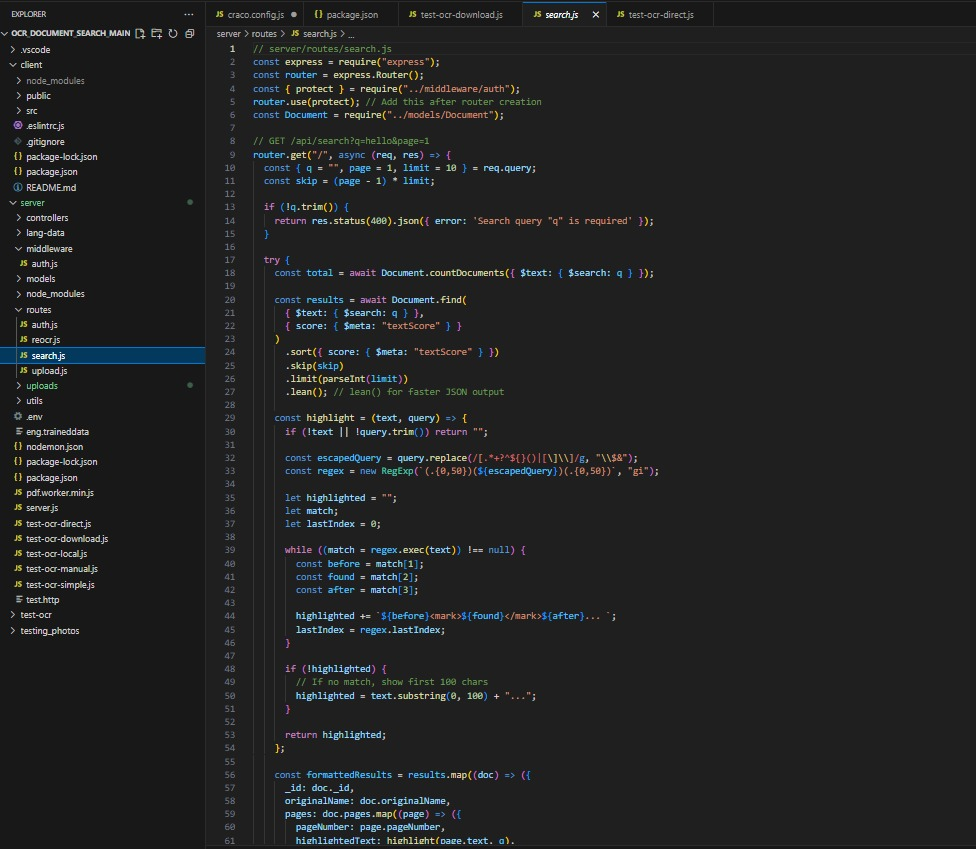 EXPLORER ...
OCR_DOCUMENT_SEARCH_MAIN
.vscode
client
node_modules
public
src
.eslintrc.js
.gitignore
package-lock.json
package.json
README.md
server
controllers
lang-data
middleware
JS auth.js
models
node_modules
routes
JS auth.js
JS reocr.js
JS search.js
JS upload.js
uploads
utils
.env
eng.traineddata
{} nodemon.json
{} package-lock.json
{} package.json
JS pdf.worker.min.js
JS server.js
JS test-ocr-direct.js
JS test-ocr-download.js
JS test-ocr-local.js
JS test-ocr-manual.js
JS test-ocr-simple.js
test.http
test-ocr
testing_photos
JS craco.config.js {} package.json JS test-ocr-download.js JS search.js JS test-ocr-direct.js
server > routes > JS search.js > ...
1 // server/routes/search.js
2 const express = require("express");
3 const router = express.Router();
4 const { protect } = require("../middleware/auth");
5 router.use(protect); // Add this after router creation
6 const Document = require("../models/Document");
7
8 // GET /api/search?q=hello&page=1
9 router.get("/", async (req, res) => {
10 const { q = "", page = 1, limit = 10 } = req.query;
11 const skip = (page - 1) * limit;
12
13 if (!q.trim()) {
14 return res.status(400).json({ error: 'Search query "q" is required' });
15 }
16
17 try {
18 const total = await Document.countDocuments({ $text: { $search: q } });
19
20 const results = await Document.find(
21 { $text: { $search: q } },
22 { score: { $meta: "textScore" } }
23 )
24 .sort({ score: { $meta: "textScore" } })
25 .skip(skip)
26 .limit(parseInt(limit))
27 .lean(); // lean() for faster JSON output
28
29 const highlight = (text, query) => {
30 if (!text || !query.trim()) return "";
31
32 const escapedQuery = query.replace(/[.*+?^${}()|[\]\\]/g, "\\$&");
33 const regex = new RegExp(`(.{0,50})(${escapedQuery})(.{0,50})`, "gi");
34
35 let highlighted = "";
36 let match;
37 let lastIndex = 0;
38
39 while ((match = regex.exec(text)) !== null) {
40 const before = match[1];
41 const found = match[2];
42 const after = match[3];
43
44 highlighted += `${before}<mark>${found}</mark>${after}... `;
45 lastIndex = regex.lastIndex;
46 }
47
48 if (!highlighted) {
49 // If no match, show first 100 chars
50 highlighted = text.substring(0, 100) + "...";
51 }
52
53 return highlighted;
54 };
55
56 const formattedResults = results.map((doc) => ({
57 _id: doc._id,
58 originalName: doc.originalName,
59 pages: doc.pages.map((page) => ({
60 pageNumber: page.pageNumber,
61 highlightedText: highlight(page.text, q),